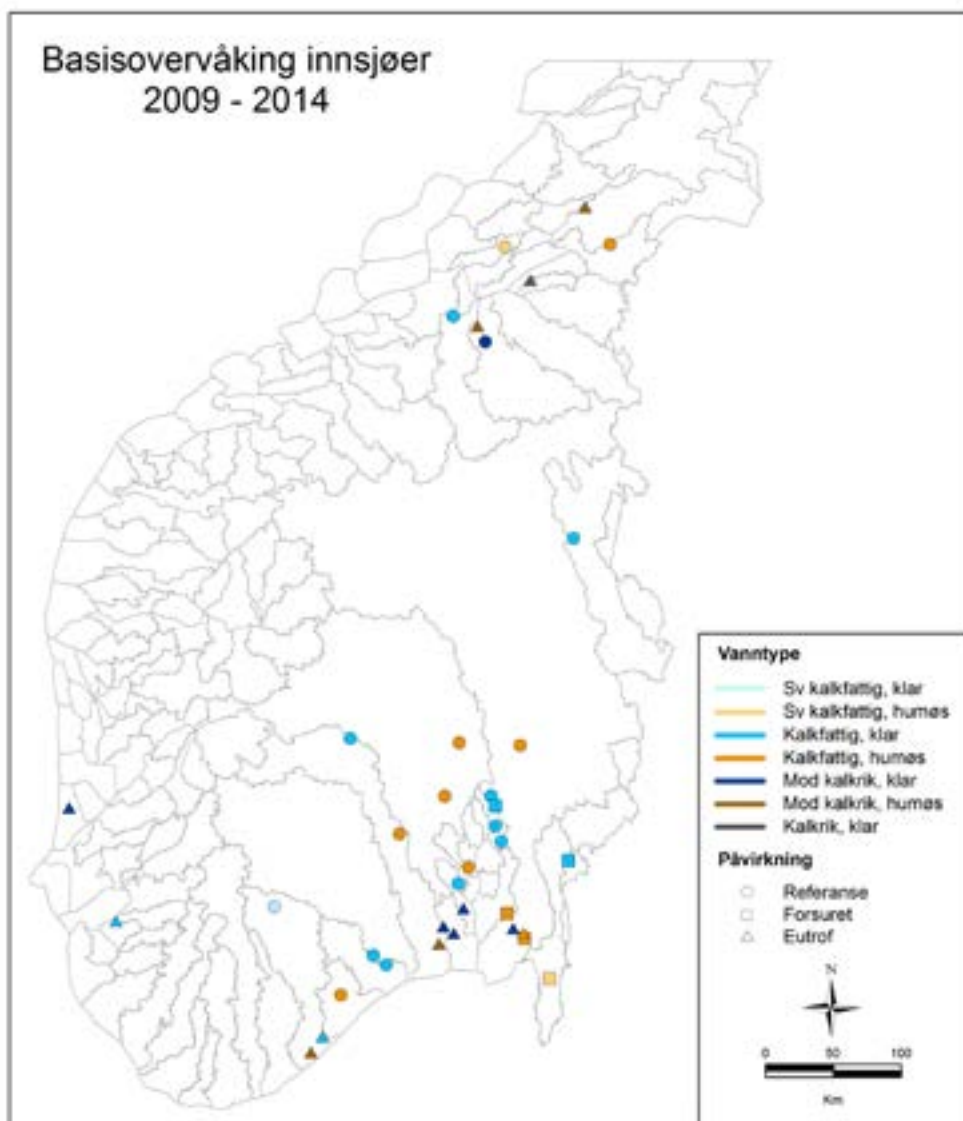 Basisovervåking innsjøer
2009 - 2014
Vanntype
Sv kalkfattig, klar
Sv kalkfattig, humøs
Kalkfattig, klar
Kalkfattig, humøs
Mod kalkrik, klar
Mod kalkrik, humøs
Kalkrik, klar
Påvirkning
Referanse
Forsuret
Eutrof
N
0 50 100
Km